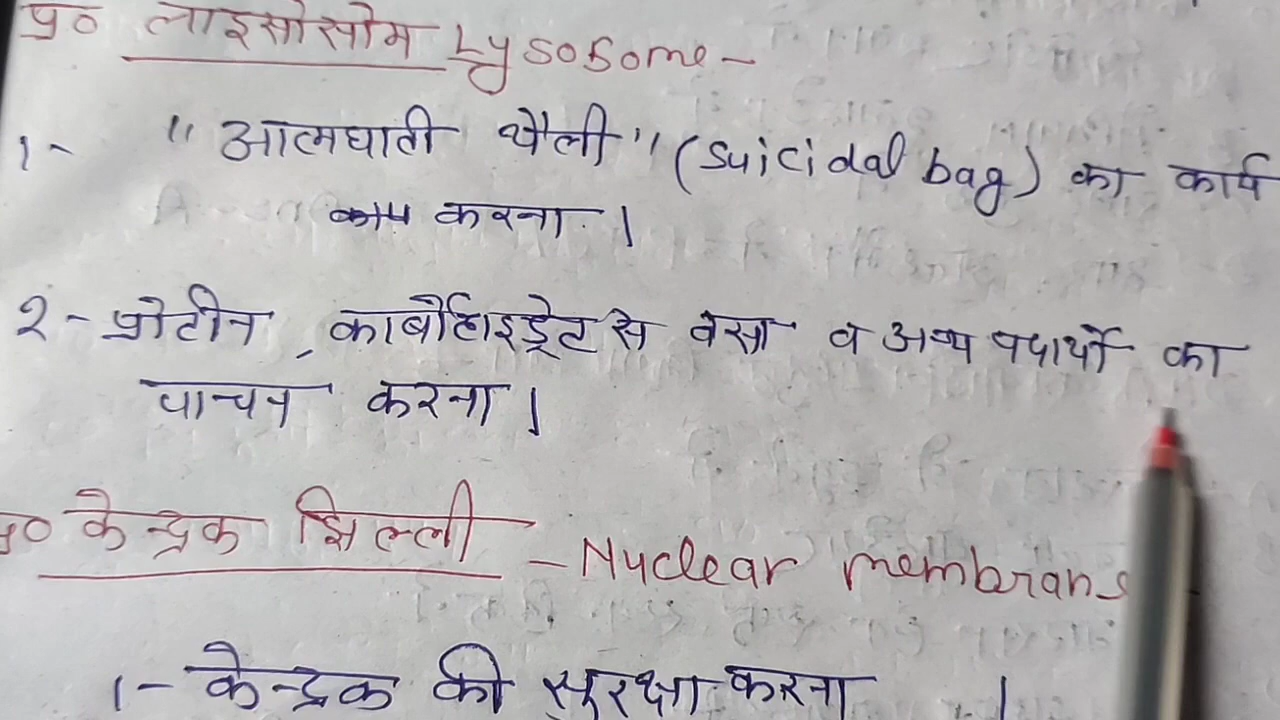 प्र० लाइसोसोम Lysosome -
1- "आत्मघाती थैली" (Suicidal bag) का कार्य
करना ।
२- प्रोटीन , कार्बोहाइड्रेट से वसा व अन्य पदार्थों का
पाचन करना ।
प्र० केन्द्रक झिल्ली - Nuclear membran
1- केन्द्रक की सुरक्षा करना ।